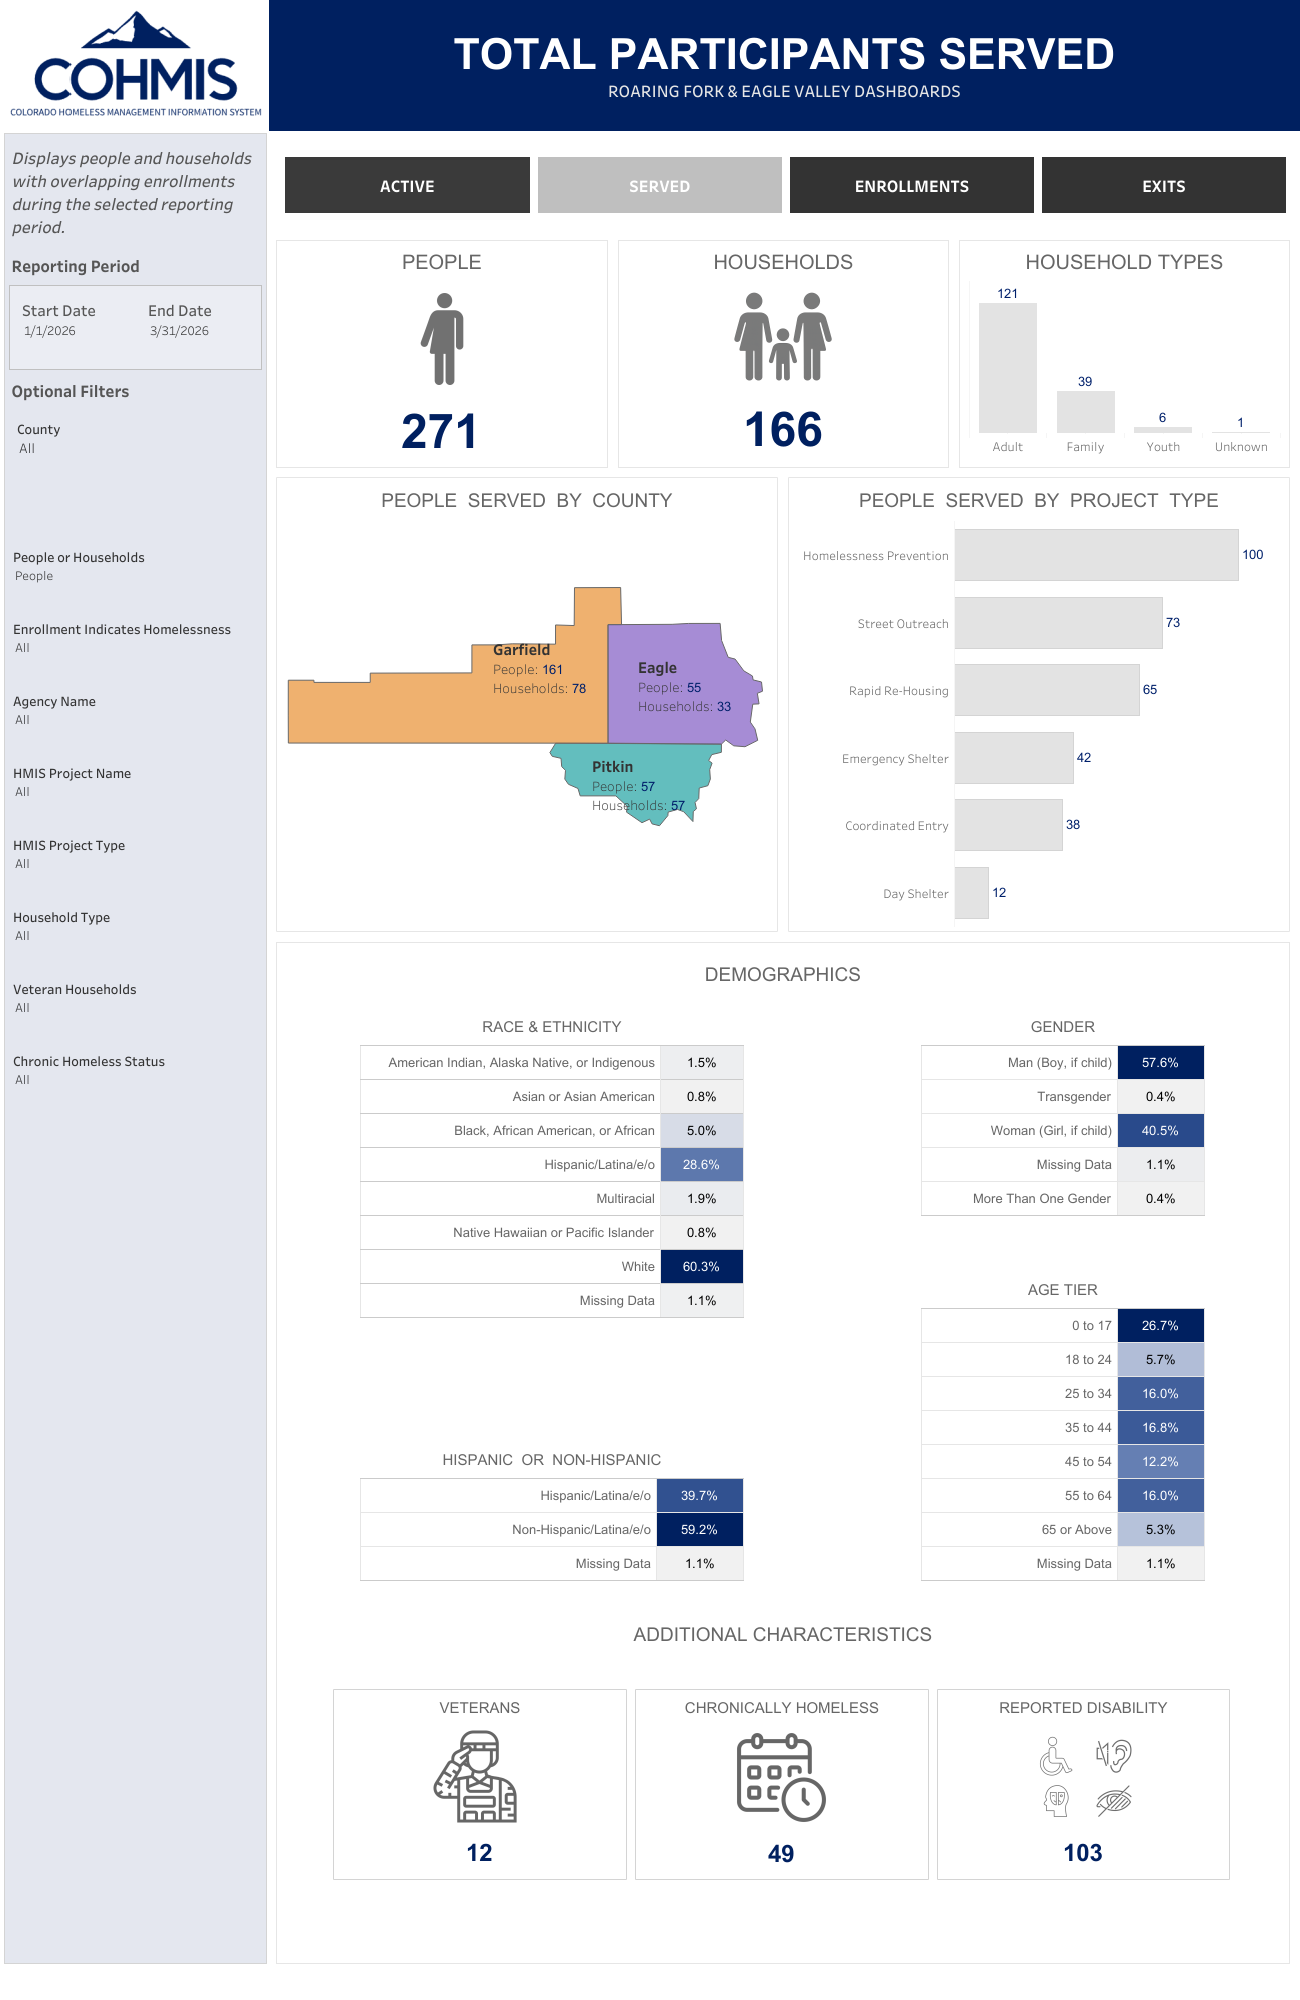 COHMIS
COLORADO HOMELESS MANAGEMENT INFORMATION SYSTEM
TOTAL PARTICIPANTS SERVED
ROARING FORK & EAGLE VALLEY DASHBOARDS
Displays people and households
with overlapping enrollments
during the selected reporting
period.
Reporting Period
Start Date End Date
1/1/2026 3/31/2026
Optional Filters
County
All
People or Households
People
Enrollment Indicates Homelessness
All
Agency Name
All
HMIS Project Name
All
HMIS Project Type
All
Household Type
All
Veteran Households
All
Chronic Homeless Status
All
ACTIVE SERVED ENROLLMENTS EXITS
PEOPLE
271
HOUSEHOLDS
166
HOUSEHOLD TYPES
121
39
6
1
Adult Family Youth Unknown
PEOPLE SERVED BY COUNTY
Garfield
People: 161
Households: 78
Eagle
People: 55
Households: 33
Pitkin
People: 57
Households: 57
PEOPLE SERVED BY PROJECT TYPE
Homelessness Prevention 100
Street Outreach 73
Rapid Re-Housing 65
Emergency Shelter 42
Coordinated Entry 38
Day Shelter 12
DEMOGRAPHICS
RACE & ETHNICITY
American Indian, Alaska Native, or Indigenous 1.5%
Asian or Asian American 0.8%
Black, African American, or African 5.0%
Hispanic/Latina/e/o 28.6%
Multiracial 1.9%
Native Hawaiian or Pacific Islander 0.8%
White 60.3%
Missing Data 1.1%
HISPANIC OR NON-HISPANIC
Hispanic/Latina/e/o 39.7%
Non-Hispanic/Latina/e/o 59.2%
Missing Data 1.1%
GENDER
Man (Boy, if child) 57.6%
Transgender 0.4%
Woman (Girl, if child) 40.5%
Missing Data 1.1%
More Than One Gender 0.4%
AGE TIER
0 to 17 26.7%
18 to 24 5.7%
25 to 34 16.0%
35 to 44 16.8%
45 to 54 12.2%
55 to 64 16.0%
65 or Above 5.3%
Missing Data 1.1%
ADDITIONAL CHARACTERISTICS
VETERANS
12
CHRONICALLY HOMELESS
49
REPORTED DISABILITY
103